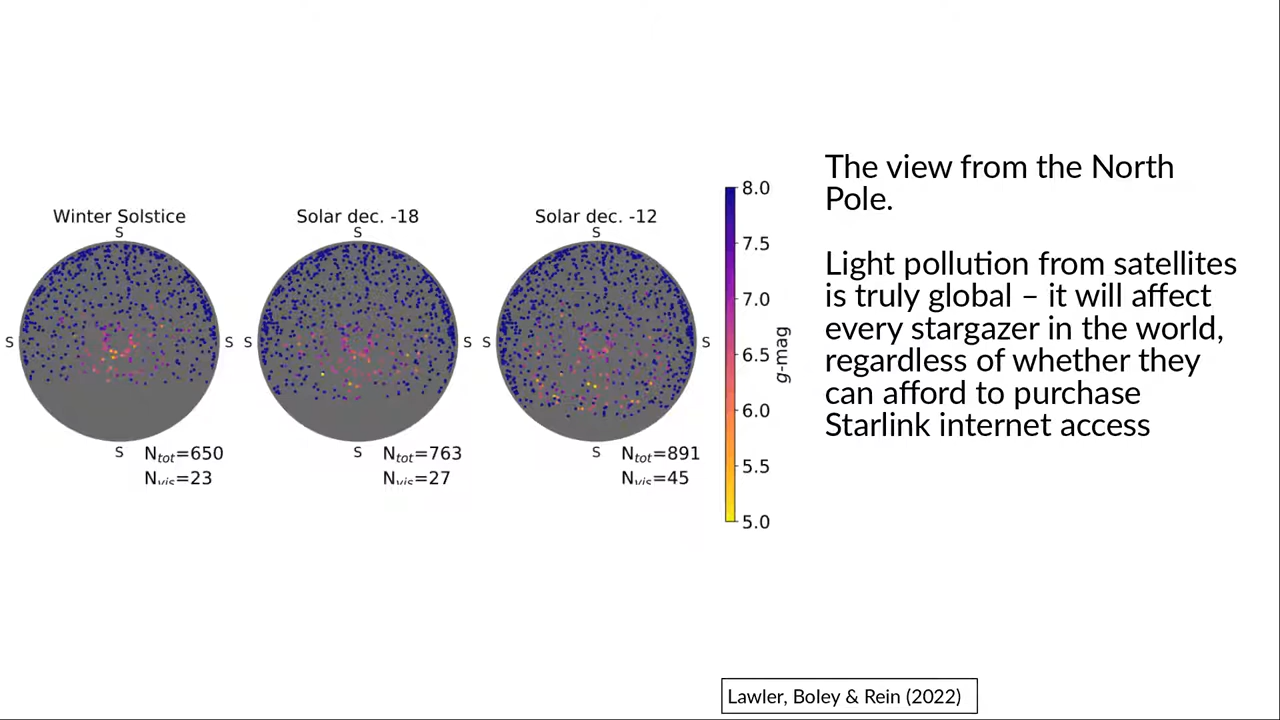 Winter Solstice
Solar dec. -18
Solar dec. -12
S
S
S
S
S
S
S
S
S
S
S
S
N_tot=650
N_vis=23
N_tot=763
N_vis=27
N_tot=891
N_vis=45
8.0
7.5
7.0
6.5
6.0
5.5
5.0
g-mag
The view from the North
Pole.
Light pollution from satellites
is truly global – it will affect
every stargazer in the world,
regardless of whether they
can afford to purchase
Starlink internet access
Lawler, Boley & Rein (2022)